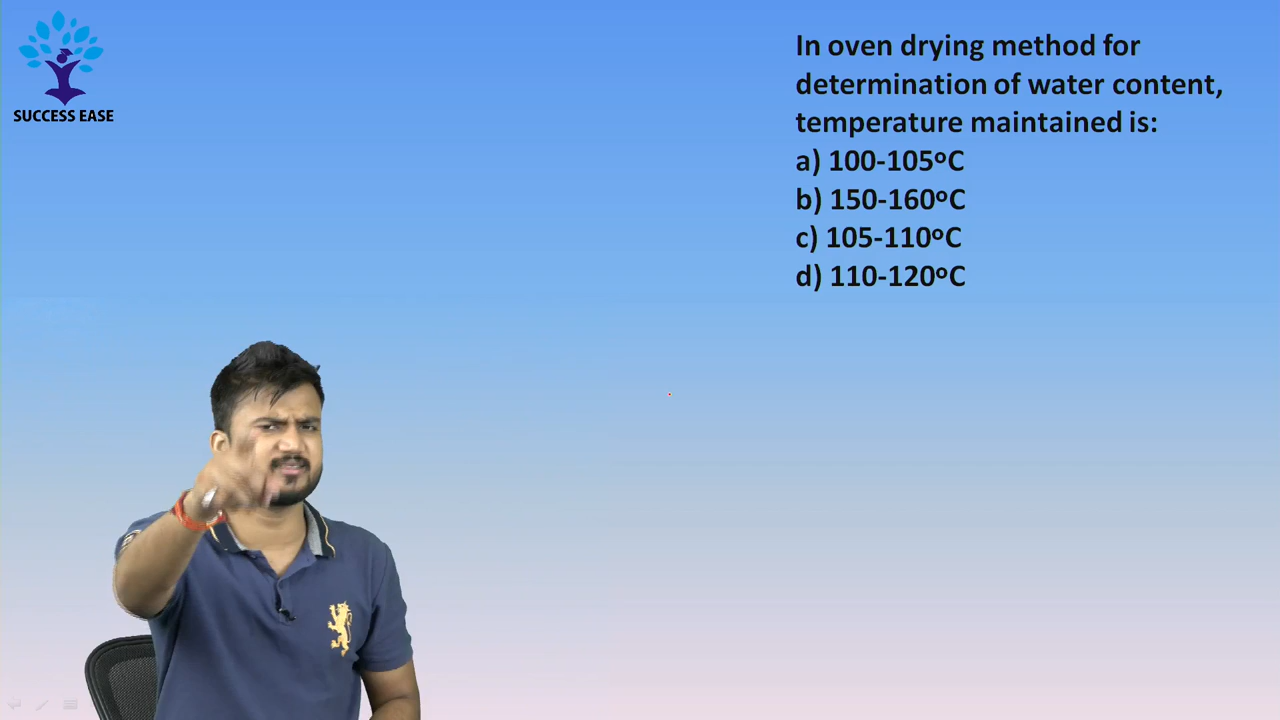 SUCCESS EASE
In oven drying method for
determination of water content,
temperature maintained is:
a) 100-105ºC
b) 150-160ºC
c) 105-110ºC
d) 110-120ºC